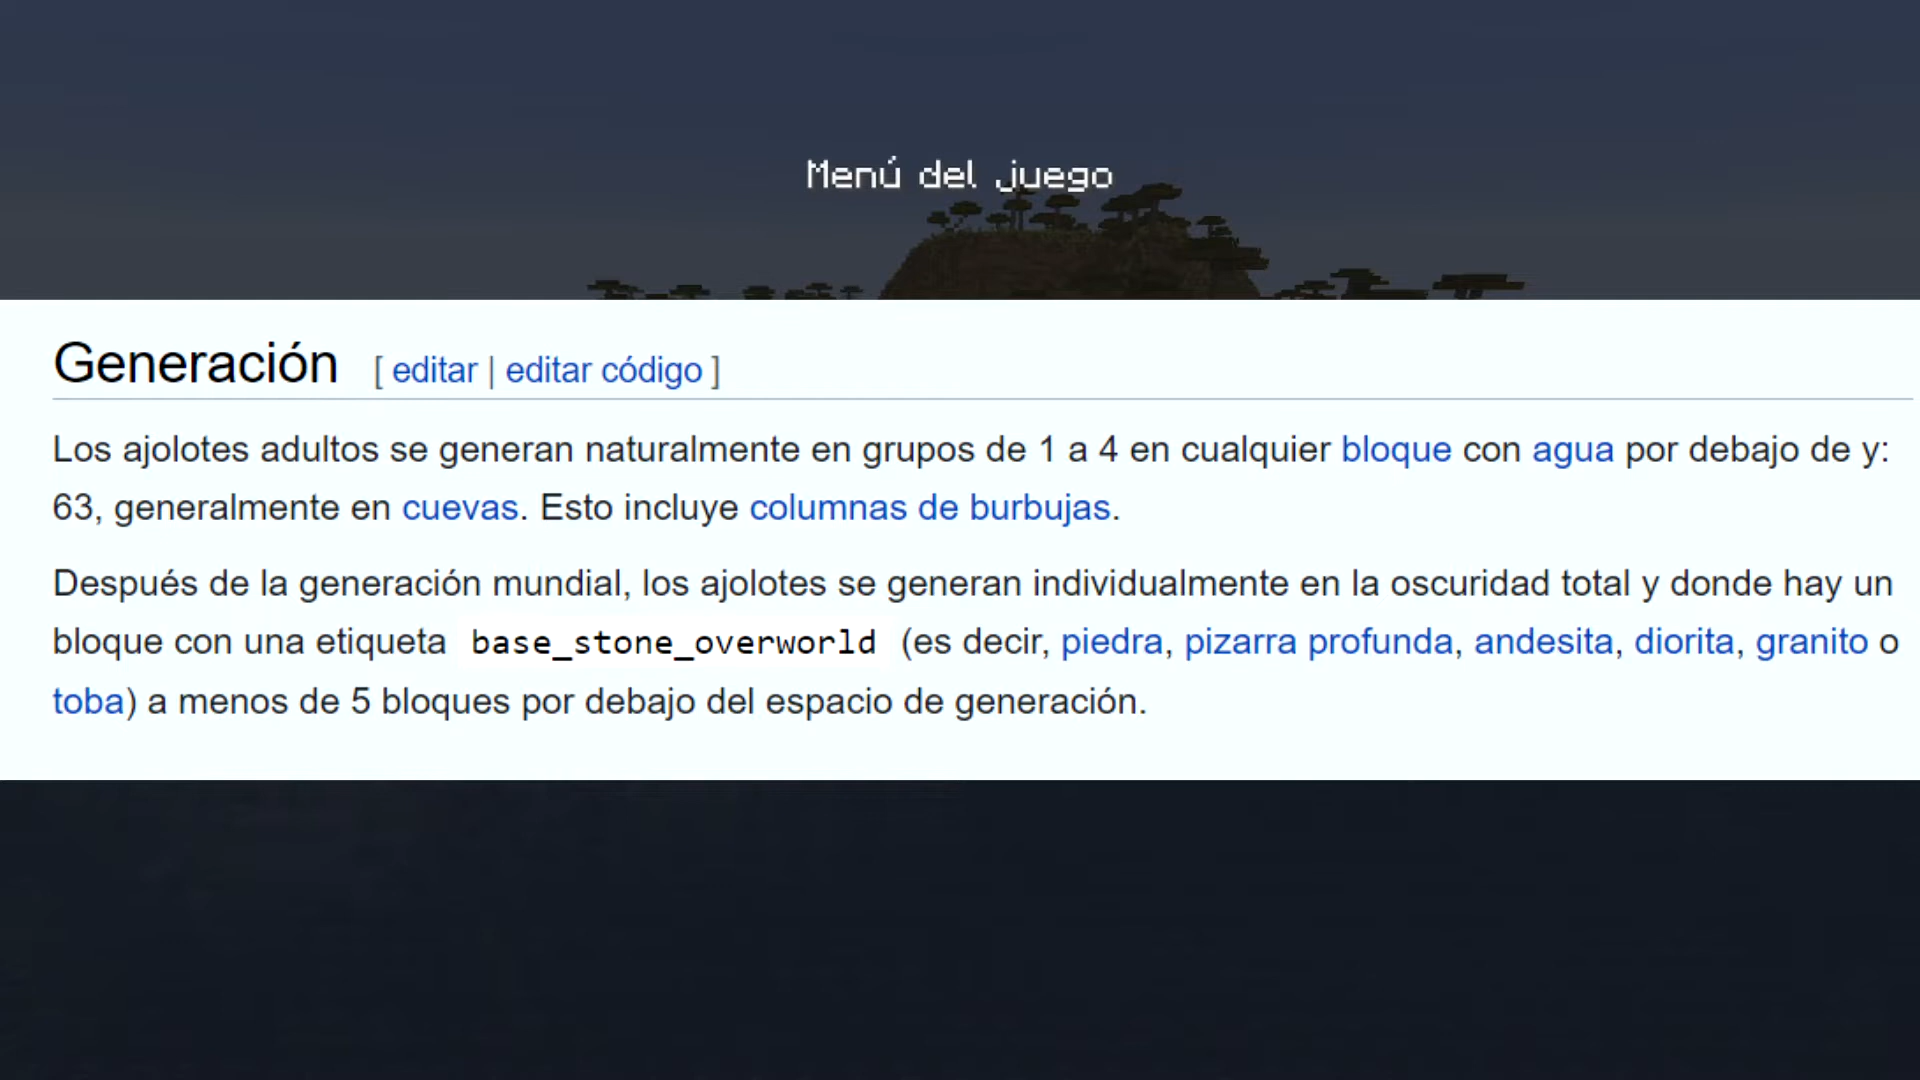 Menú del juego
Generación [ editar | editar código ]
Los ajolotes adultos se generan naturalmente en grupos de 1 a 4 en cualquier bloque con agua por debajo de y:
63, generalmente en cuevas. Esto incluye columnas de burbujas.
Después de la generación mundial, los ajolotes se generan individualmente en la oscuridad total y donde hay un
bloque con una etiqueta base_stone_overworld (es decir, piedra, pizarra profunda, andesita, diorita, granito o
toba) a menos de 5 bloques por debajo del espacio de generación.